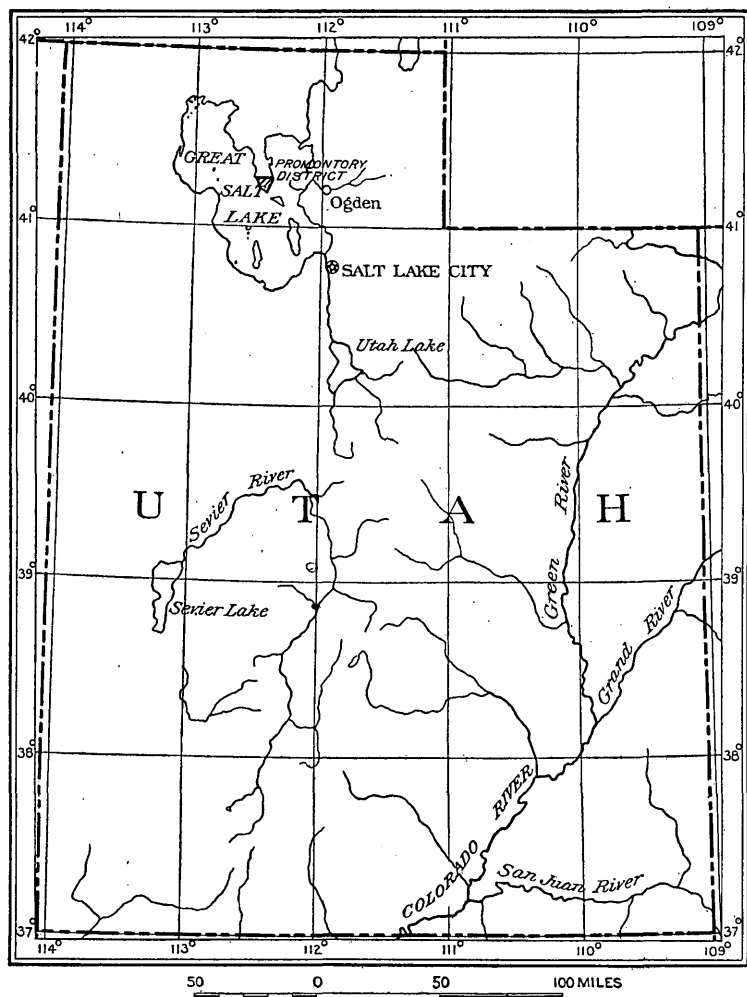 114° 113° 112° 111° 110° 109°
42° 42°
GREAT
PROMONTORY
DISTRICT
SALT
Ogden
LAKE
41° 41°
SALT LAKE CITY
Utah Lake
40° 40°
Sevier River
U T A H
Green River
39° 39°
Sevier Lake
Grand River
38° 38°
COLORADO RIVER
San Juan River
37° 37°
114° 113° 112° 111° 110° 109°
50 0 50 100 MILES